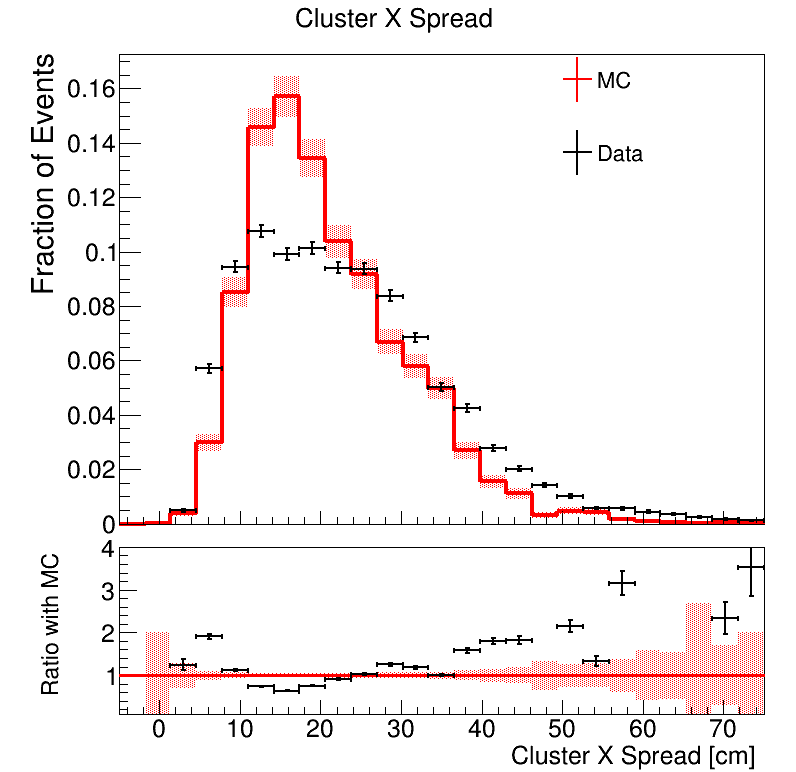 Cluster X Spread
Fraction of Events
0.16
0.14
0.12
0.1
0.08
0.06
0.04
0.02
0
MC
Data
Ratio with MC
4
3
2
1
0 10 20 30 40 50 60 70
Cluster X Spread [cm]